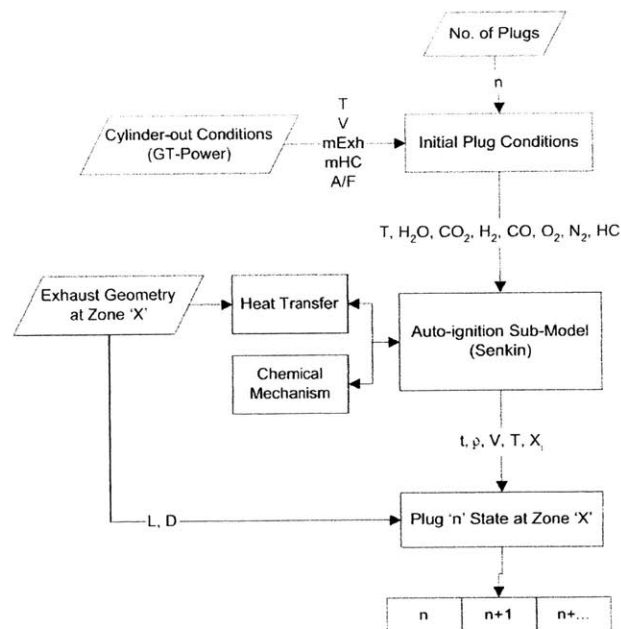 No. of Plugs
n
Cylinder-out Conditions
(GT-Power)
T
V
mExh
mHC
A/F
Initial Plug Conditions
T, H₂O, CO₂, H₂, CO, O₂, N₂, HC
Exhaust Geometry
at Zone 'X'
Heat Transfer
Chemical
Mechanism
Auto-ignition Sub-Model
(Senkin)
t, ρ, V, T, Xᵢ
L, D
Plug 'n' State at Zone 'X'
n
n+1
n+...